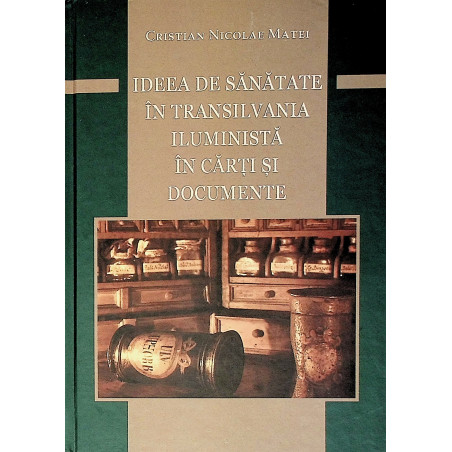 CRISTIAN NICOLAE MATEI
IDEEA DE SĂNĂTATE
ÎN TRANSILVANIA
ILUMINISTĂ
ÎN CĂRȚI ȘI
DOCUMENTE